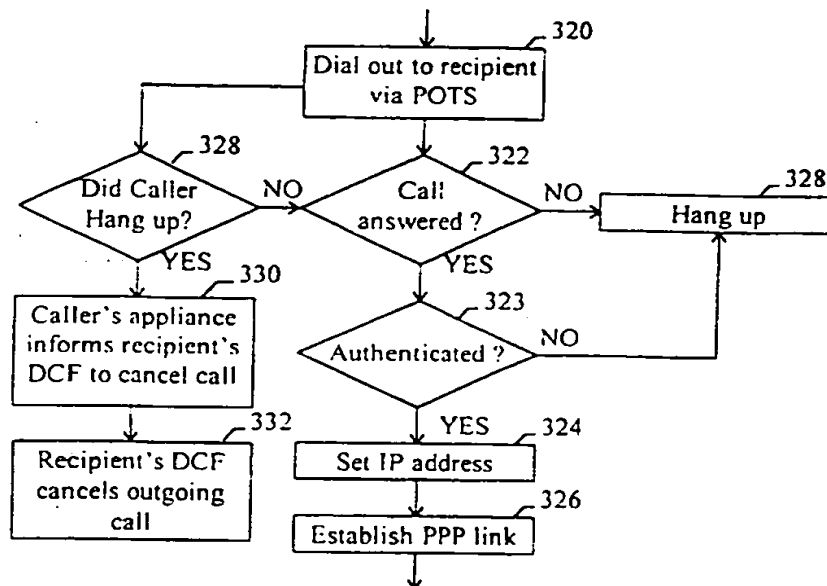 320
Dial out to recipient
via POTS
328
Did Caller
Hang up?
NO
YES
322
Call
answered ?
NO
YES
328
Hang up
330
Caller's appliance
informs recipient's
DCF to cancel call
323
Authenticated ?
NO
YES
332
Recipient's DCF
cancels outgoing
call
324
Set IP address
326
Establish PPP link